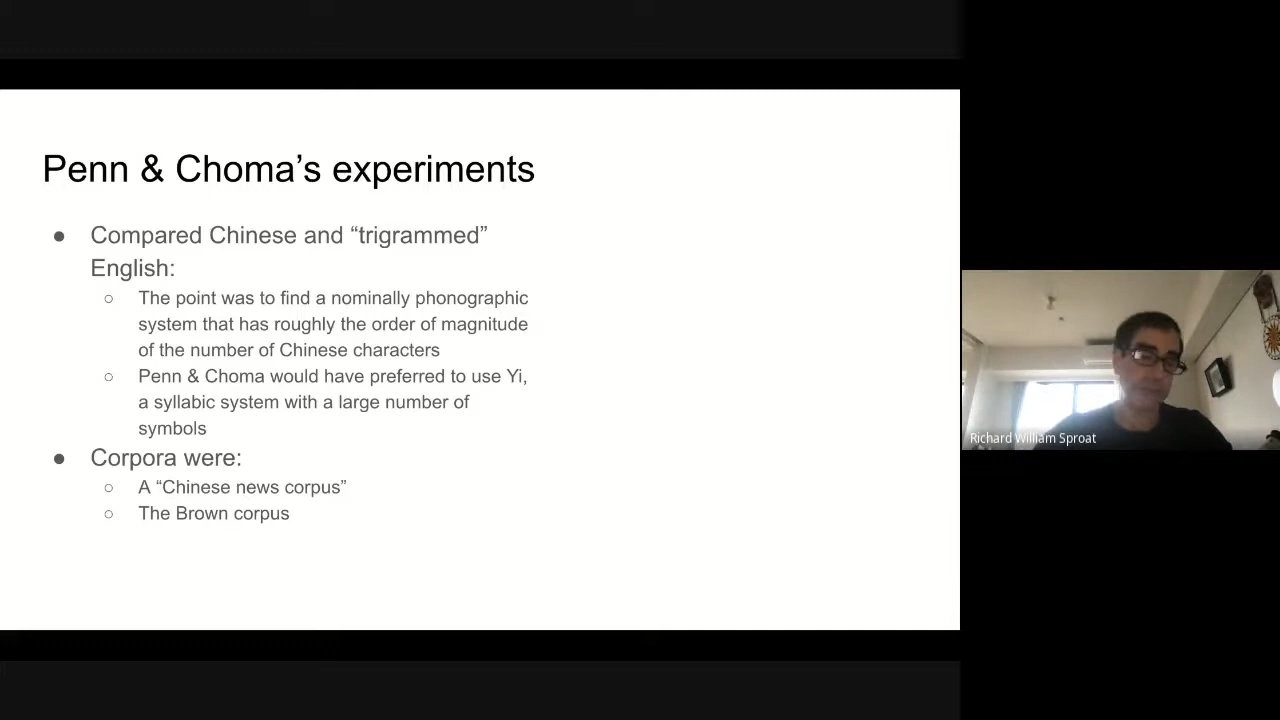 Penn & Choma’s experiments
● Compared Chinese and “trigrammed”
English:
○ The point was to find a nominally phonographic
system that has roughly the order of magnitude
of the number of Chinese characters
○ Penn & Choma would have preferred to use Yi,
a syllabic system with a large number of
symbols
● Corpora were:
○ A “Chinese news corpus”
○ The Brown corpus
Richard William Sproat